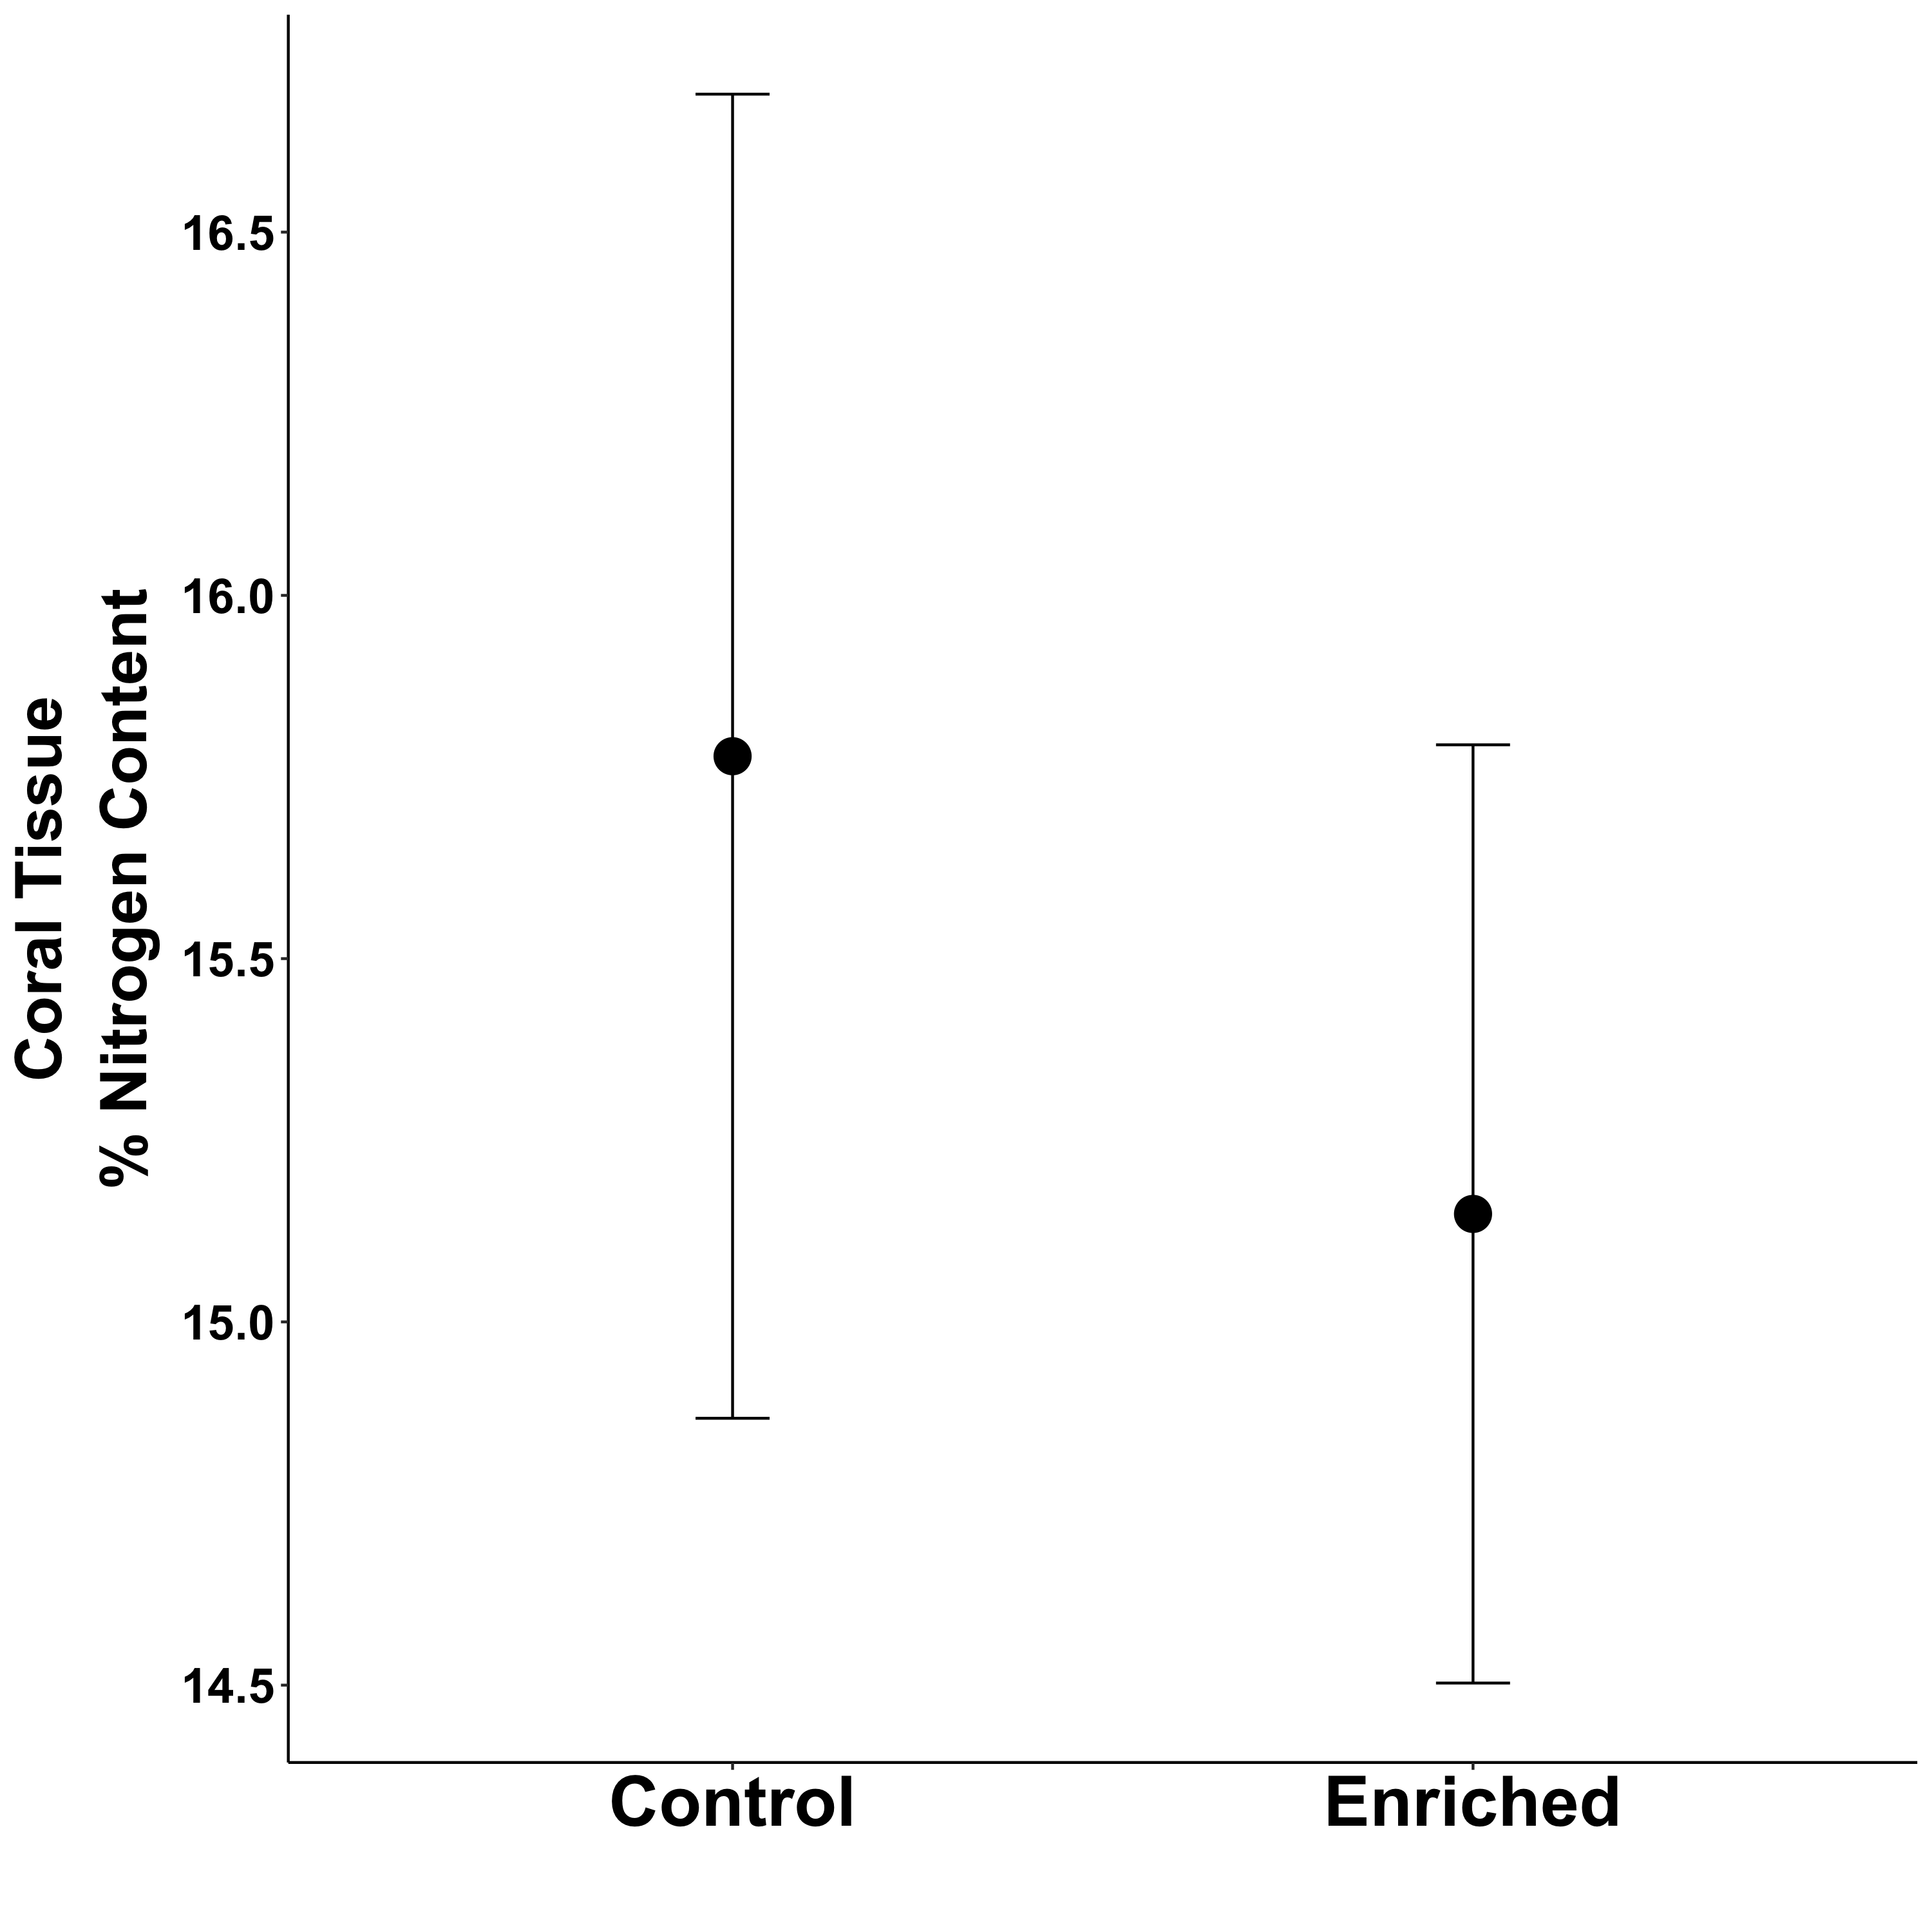 Coral Tissue
% Nitrogen Content
16.5
16.0
15.5
15.0
14.5
Control
Enriched